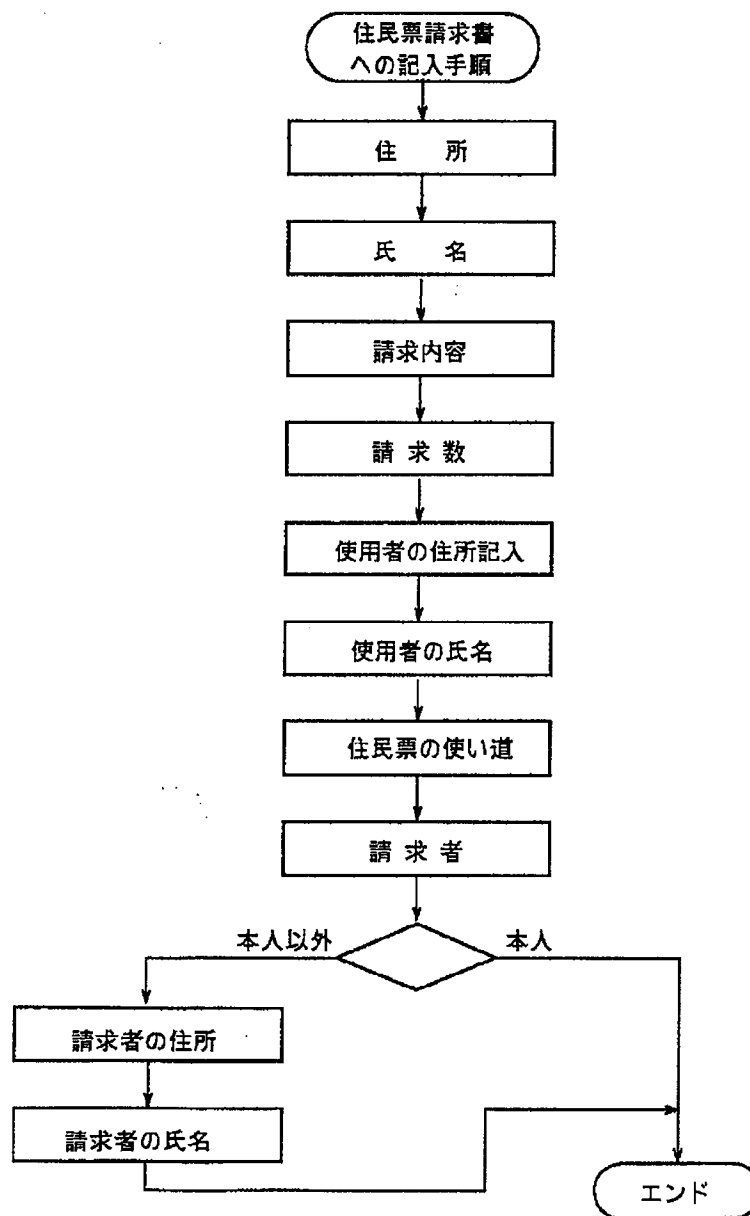 住民票請求書
への記入手順
住 所
氏 名
請求内容
請 求 数
使用者の住所記入
使用者の氏名
住民票の使い道
請 求 者
本人以外
本人
請求者の住所
請求者の氏名
エンド